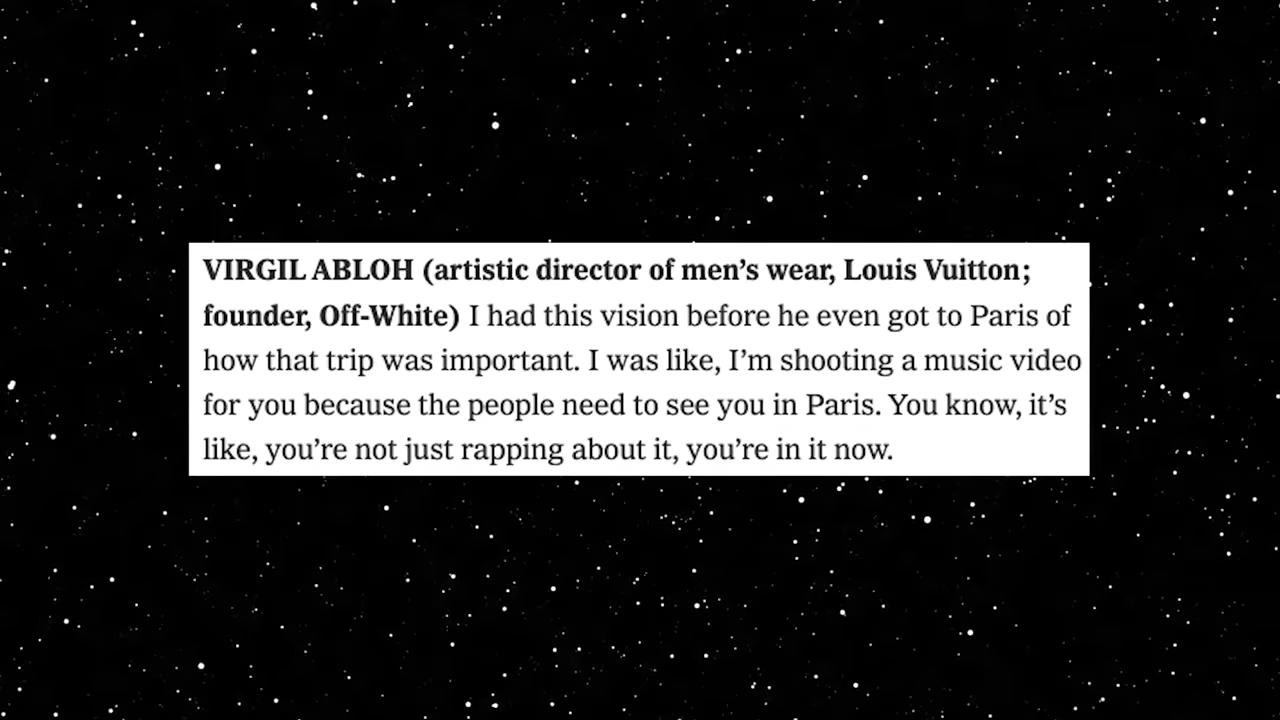 VIRGIL ABLOH (artistic director of men’s wear, Louis Vuitton;
founder, Off-White) I had this vision before he even got to Paris of
how that trip was important. I was like, I’m shooting a music video
for you because the people need to see you in Paris. You know, it’s
like, you’re not just rapping about it, you’re in it now.